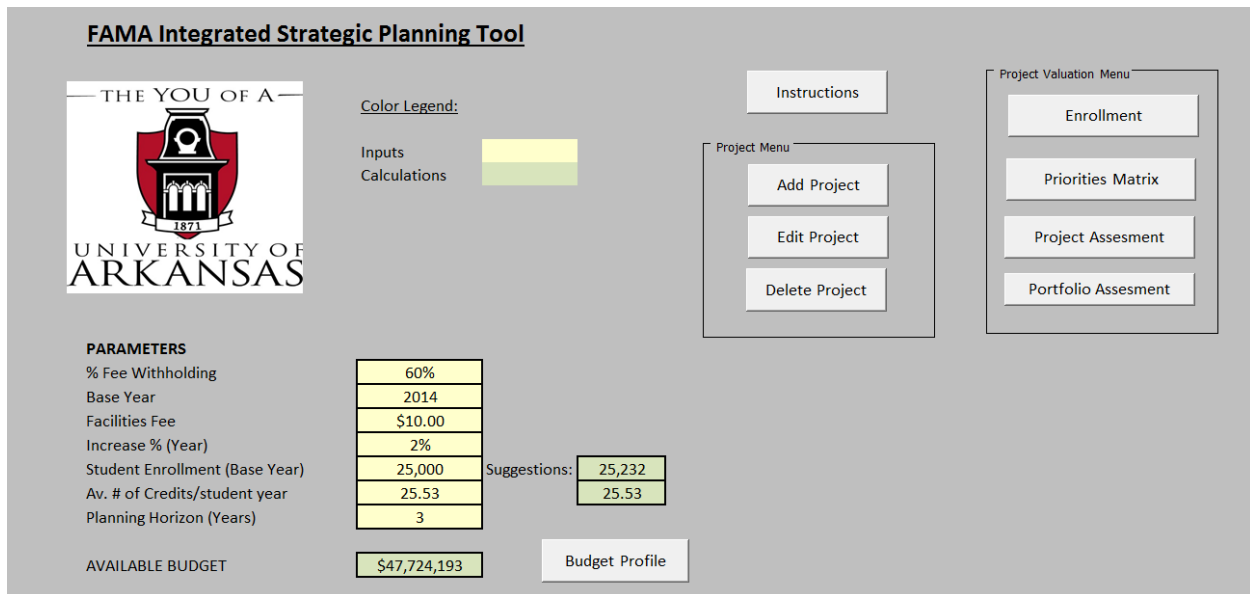 FAMA Integrated Strategic Planning Tool
THE YOU OF A
1871
UNIVERSITY OF
ARKANSAS
Color Legend:
Inputs
Calculations
Instructions
Project Menu
Add Project
Edit Project
Delete Project
Project Valuation Menu
Enrollment
Priorities Matrix
Project Assesment
Portfolio Assesment
PARAMETERS
% Fee Withholding 60%
Base Year 2014
Facilities Fee $10.00
Increase % (Year) 2%
Student Enrollment (Base Year) 25,000 Suggestions: 25,232
Av. # of Credits/student year 25.53 25.53
Planning Horizon (Years) 3
AVAILABLE BUDGET $47,724,193 Budget Profile